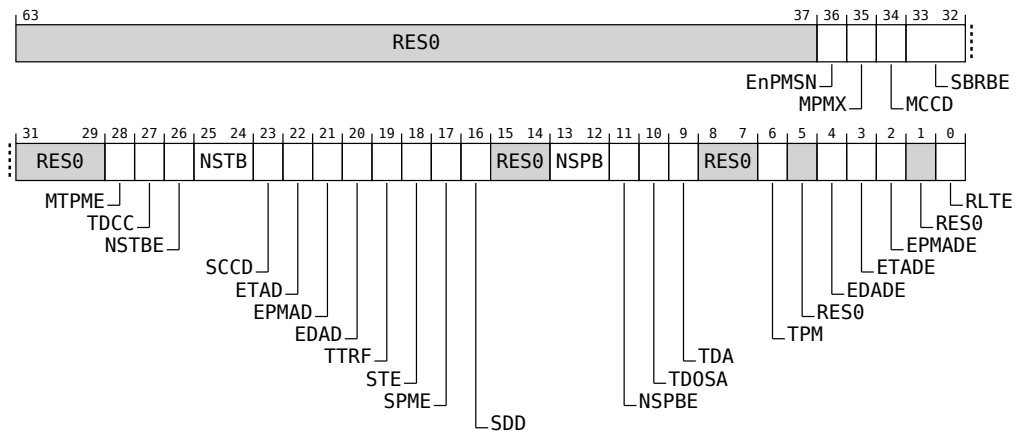 63 37 36 35 34 33 32
RES0
EnPMSN SBRBE
MPMX MCCD
31 29 28 27 26 25 24 23 22 21 20 19 18 17 16 15 14 13 12 11 10 9 8 7 6 5 4 3 2 1 0
RES0 NSTB RES0 NSPB RES0
MTPME RLTE
TDCC RES0
NSTBE EPMADE
SCCD ETADE
ETAD EDADE
EPMAD RES0
EDAD TPM
TTRF TDA
STE TDOSA
SPME NSPBE
SDD